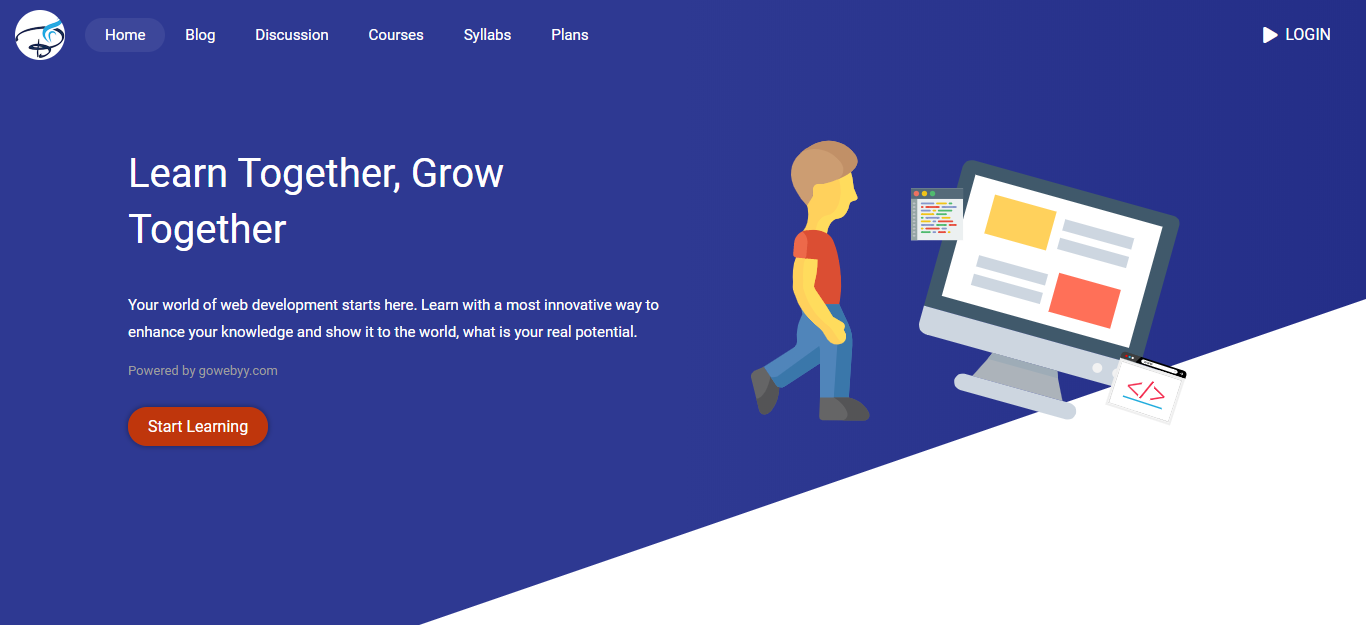 Home Blog Discussion Courses Syllabs Plans LOGIN
Learn Together, Grow
Together
Your world of web development starts here. Learn with a most innovative way to
enhance your knowledge and show it to the world, what is your real potential.
Powered by gowebyy.com
Start Learning
</>